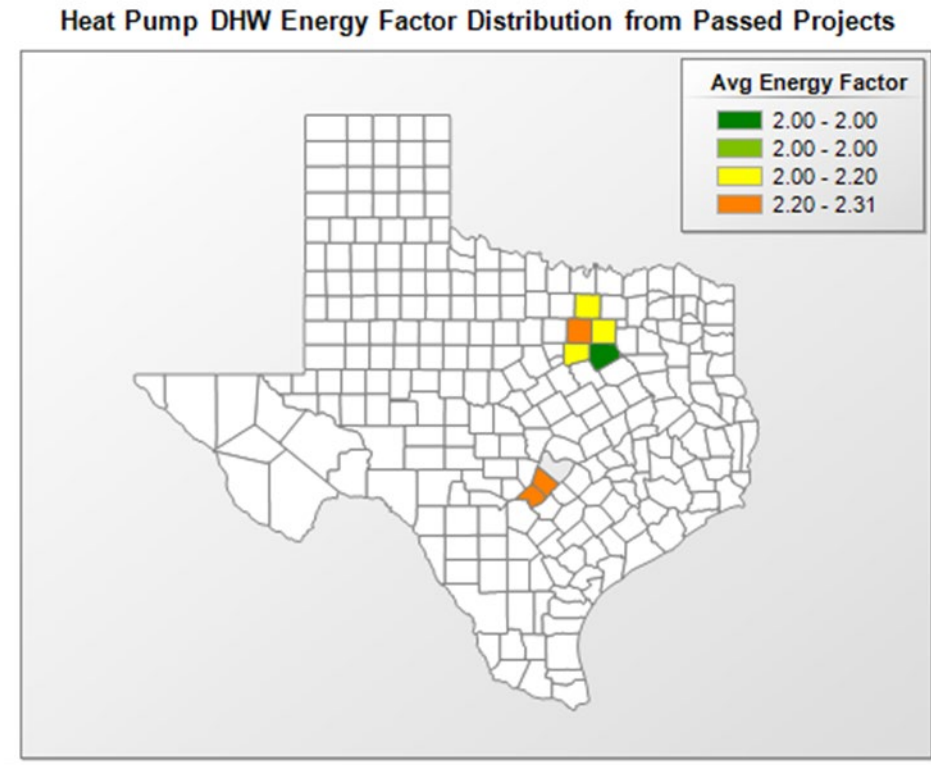 Heat Pump DHW Energy Factor Distribution from Passed Projects
Avg Energy Factor
2.00 - 2.00
2.00 - 2.00
2.00 - 2.20
2.20 - 2.31